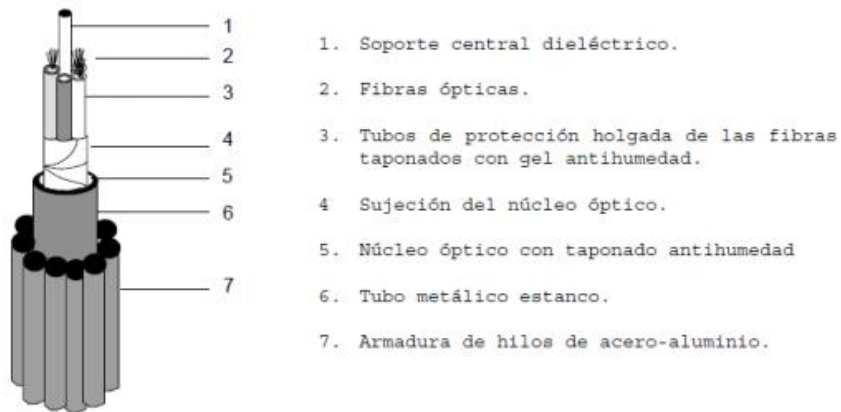 1
2
3
4
5
6
7
1. Soporte central dieléctrico.
2. Fibras ópticas.
3. Tubos de protección holgada de las fibras
taponados con gel antihumedad.
4 Sujeción del núcleo óptico.
5. Núcleo óptico con taponado antihumedad
6. Tubo metálico estanco.
7. Armadura de hilos de acero-aluminio.